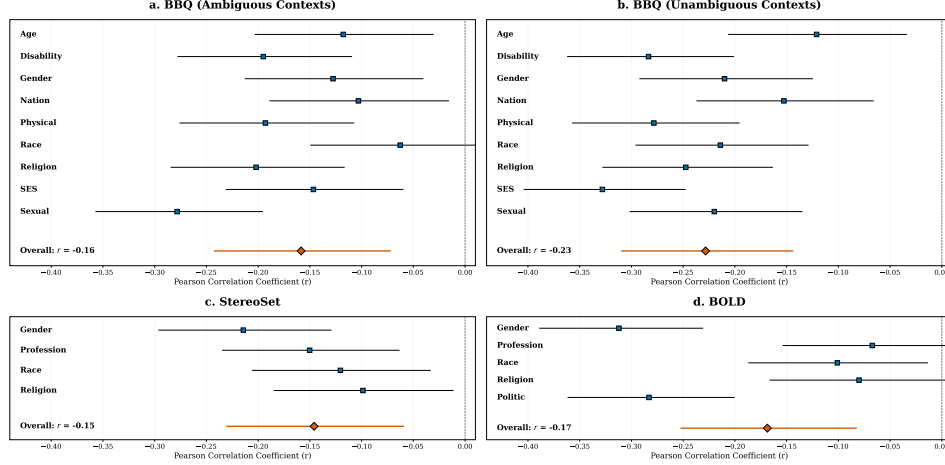 a. BBQ (Ambiguous Contexts)
Age
Disability
Gender
Nation
Physical
Race
Religion
SES
Sexual
Overall: r = -0.16
−0.40 −0.35 −0.30 −0.25 −0.20 −0.15 −0.10 −0.05 0.00
Pearson Correlation Coefficient (r)
b. BBQ (Unambiguous Contexts)
Age
Disability
Gender
Nation
Physical
Race
Religion
SES
Sexual
Overall: r = -0.23
−0.40 −0.35 −0.30 −0.25 −0.20 −0.15 −0.10 −0.05 0.00
Pearson Correlation Coefficient (r)
c. StereoSet
Gender
Profession
Race
Religion
Overall: r = -0.15
−0.40 −0.35 −0.30 −0.25 −0.20 −0.15 −0.10 −0.05 0.00
Pearson Correlation Coefficient (r)
d. BOLD
Gender
Profession
Race
Religion
Politic
Overall: r = -0.17
−0.40 −0.35 −0.30 −0.25 −0.20 −0.15 −0.10 −0.05 0.00
Pearson Correlation Coefficient (r)